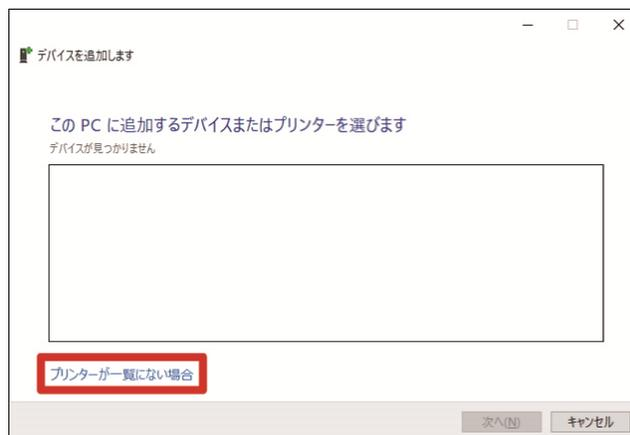 デバイスを追加します
この PC に追加するデバイスまたはプリンターを選びます
デバイスが見つかりません
プリンターが一覧にない場合
次へ(N) キャンセル